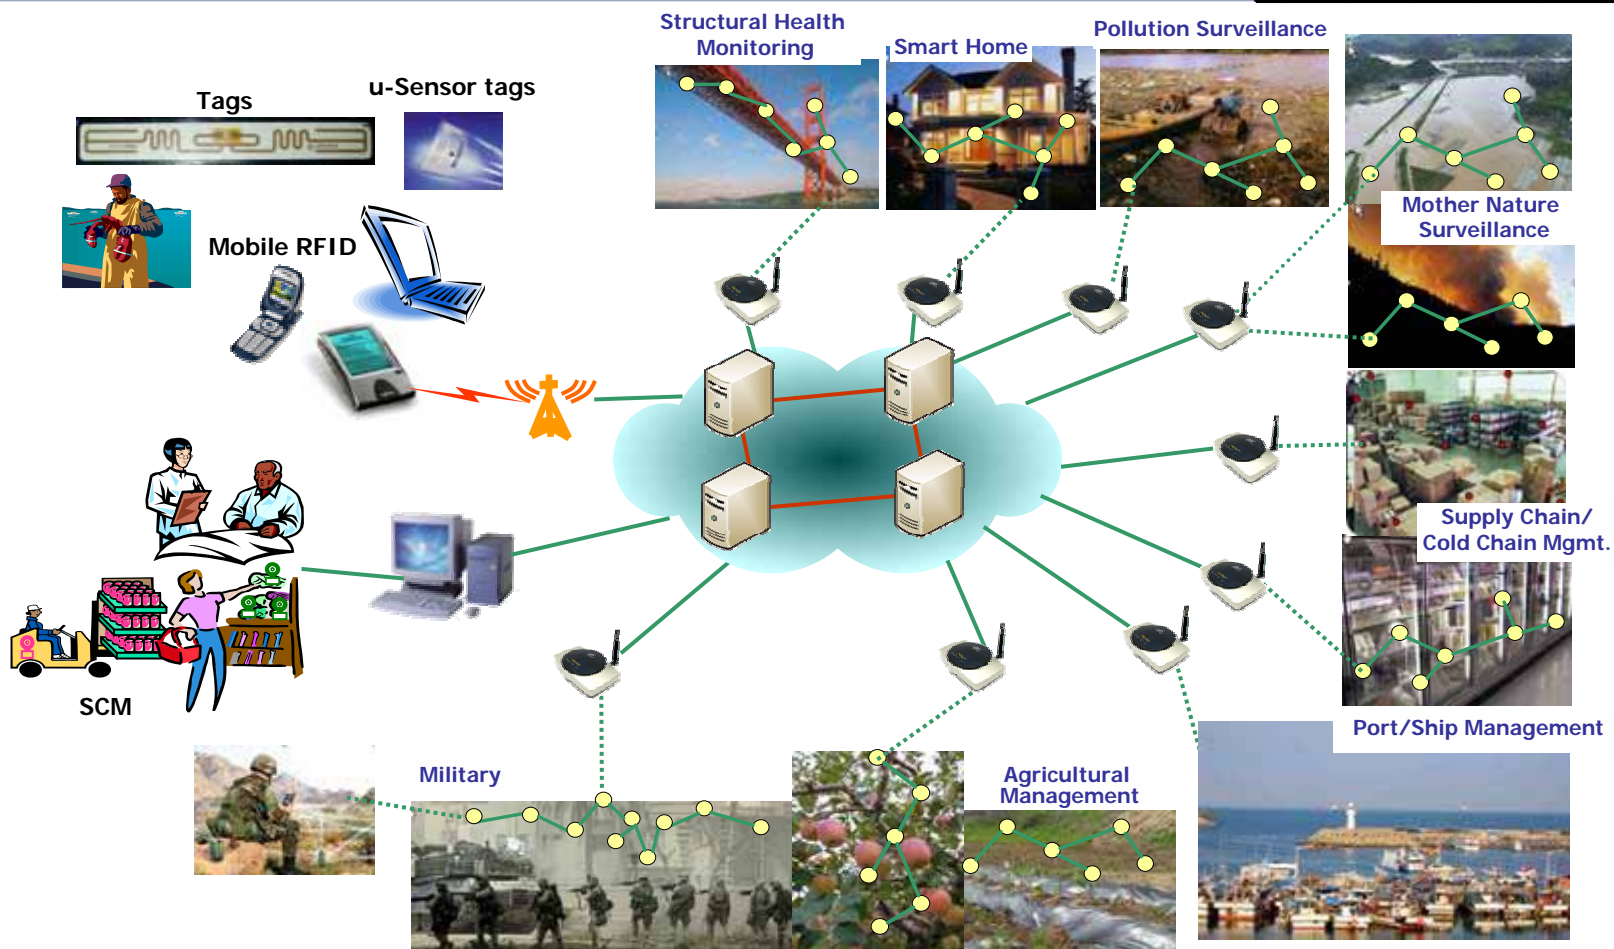 Structural Health
Monitoring
Smart Home
Pollution Surveillance
Tags
u-Sensor tags
Mother Nature
Surveillance
Mobile RFID
Supply Chain/
Cold Chain Mgmt.
SCM
Port/Ship Management
Military
Agricultural
Management